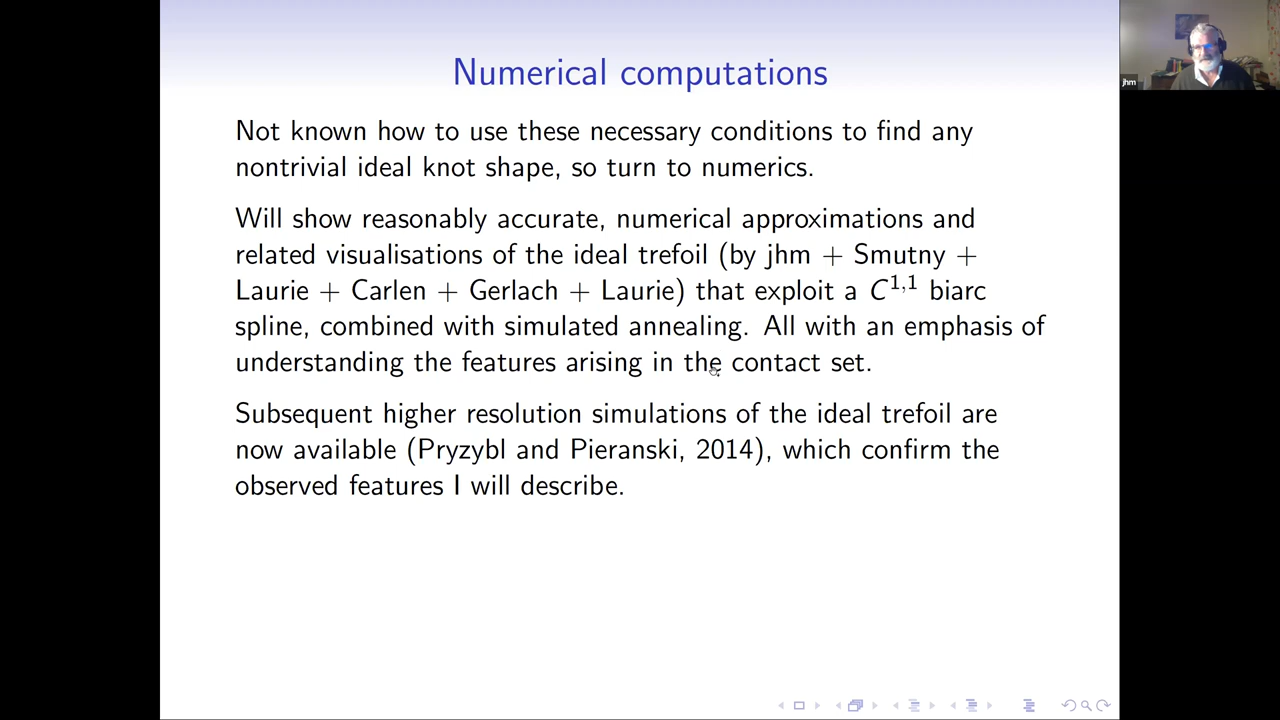 Numerical computations
Not known how to use these necessary conditions to find any
nontrivial ideal knot shape, so turn to numerics.
Will show reasonably accurate, numerical approximations and
related visualisations of the ideal trefoil (by jhm + Smutny +
Laurie + Carlen + Gerlach + Laurie) that exploit a C^{1,1} biarc
spline, combined with simulated annealing. All with an emphasis of
understanding the features arising in the contact set.
Subsequent higher resolution simulations of the ideal trefoil are
now available (Pryzybl and Pieranski, 2014), which confirm the
observed features I will describe.
jhm